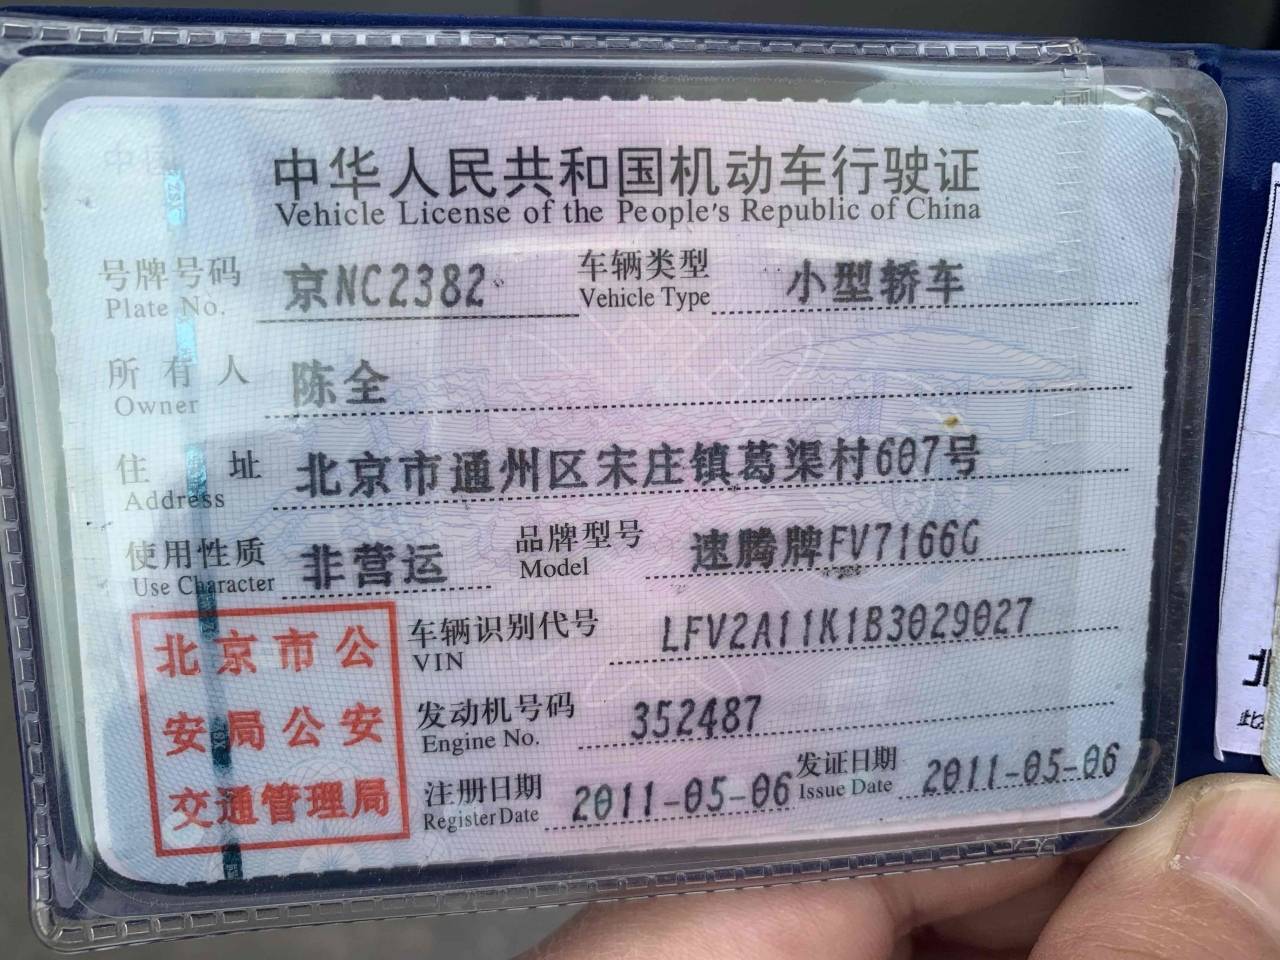 中华人民共和国机动车行驶证
Vehicle License of the People's Republic of China
号牌号码 京NC2382 车辆类型 小型轿车
Plate No. Vehicle Type
所有人 陈全
Owner
住址 北京市通州区宋庄镇葛渠村607号
Address
使用性质 非营运 品牌型号 速腾牌FV7166G
Use Character Model
车辆识别代号 LFV2A11K1B3029027
VIN
发动机号码 352487
Engine No.
注册日期 2011-05-06 发证日期 2011-05-06
Register Date Issue Date
北京市公
安局公安
交通管理局